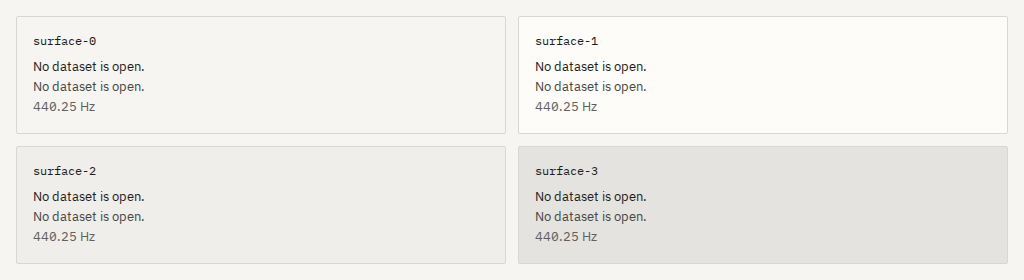 surface-0
No dataset is open.
No dataset is open.
440.25 Hz
surface-1
No dataset is open.
No dataset is open.
440.25 Hz
surface-2
No dataset is open.
No dataset is open.
440.25 Hz
surface-3
No dataset is open.
No dataset is open.
440.25 Hz